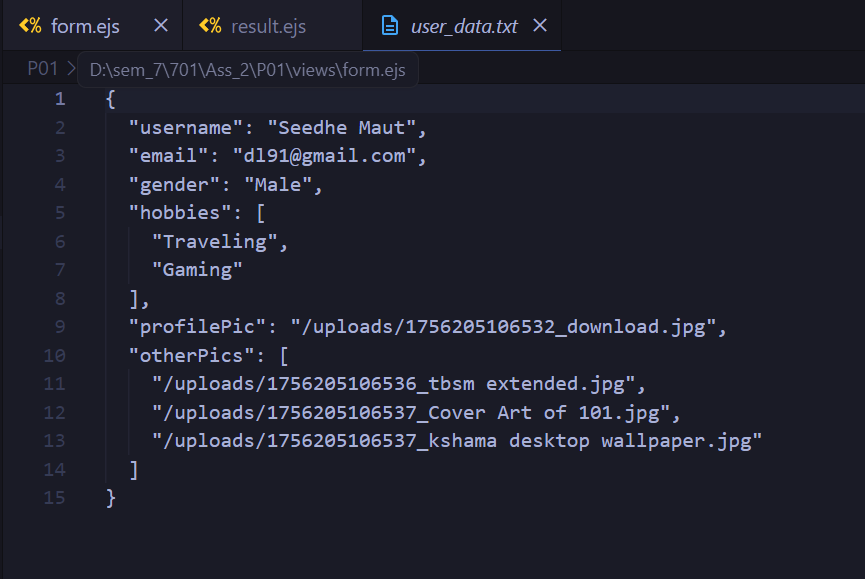 form.ejs
result.ejs
user_data.txt
P01
D:\sem_7\701\Ass_2\P01\views\form.ejs
1 {
2 "username": "Seedhe Maut",
3 "email": "dl91@gmail.com",
4 "gender": "Male",
5 "hobbies": [
6 "Traveling",
7 "Gaming"
8 ],
9 "profilePic": "/uploads/1756205106532_download.jpg",
10 "otherPics": [
11 "/uploads/1756205106536_tbsm extended.jpg",
12 "/uploads/1756205106537_Cover Art of 101.jpg",
13 "/uploads/1756205106537_kshama desktop wallpaper.jpg"
14 ]
15 }